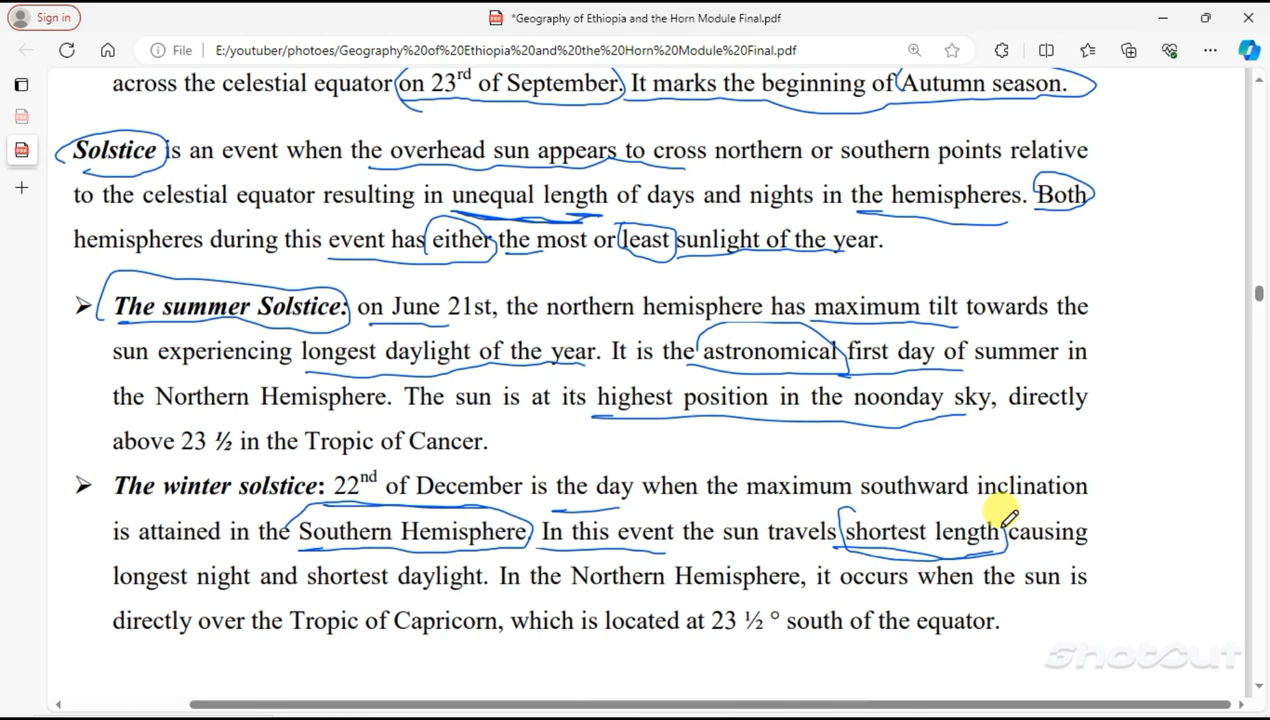 Sign in
*Geography of Ethiopia and the Horn Module Final.pdf
File E:/youtuber/photoes/Geography%20of%20Ethiopia%20and%20the%20Horn%20Module%20Final.pdf
across the celestial equator on 23rd of September. It marks the beginning of Autumn season.
Solstice is an event when the overhead sun appears to cross northern or southern points relative
to the celestial equator resulting in unequal length of days and nights in the hemispheres. Both
hemispheres during this event has either the most or least sunlight of the year.
➤ The summer Solstice: on June 21st, the northern hemisphere has maximum tilt towards the
sun experiencing longest daylight of the year. It is the astronomical first day of summer in
the Northern Hemisphere. The sun is at its highest position in the noonday sky, directly
above 23 ½ in the Tropic of Cancer.
➤ The winter solstice: 22nd of December is the day when the maximum southward inclination
is attained in the Southern Hemisphere. In this event the sun travels shortest length causing
longest night and shortest daylight. In the Northern Hemisphere, it occurs when the sun is
directly over the Tropic of Capricorn, which is located at 23 ½ ° south of the equator.
SHOTCUT